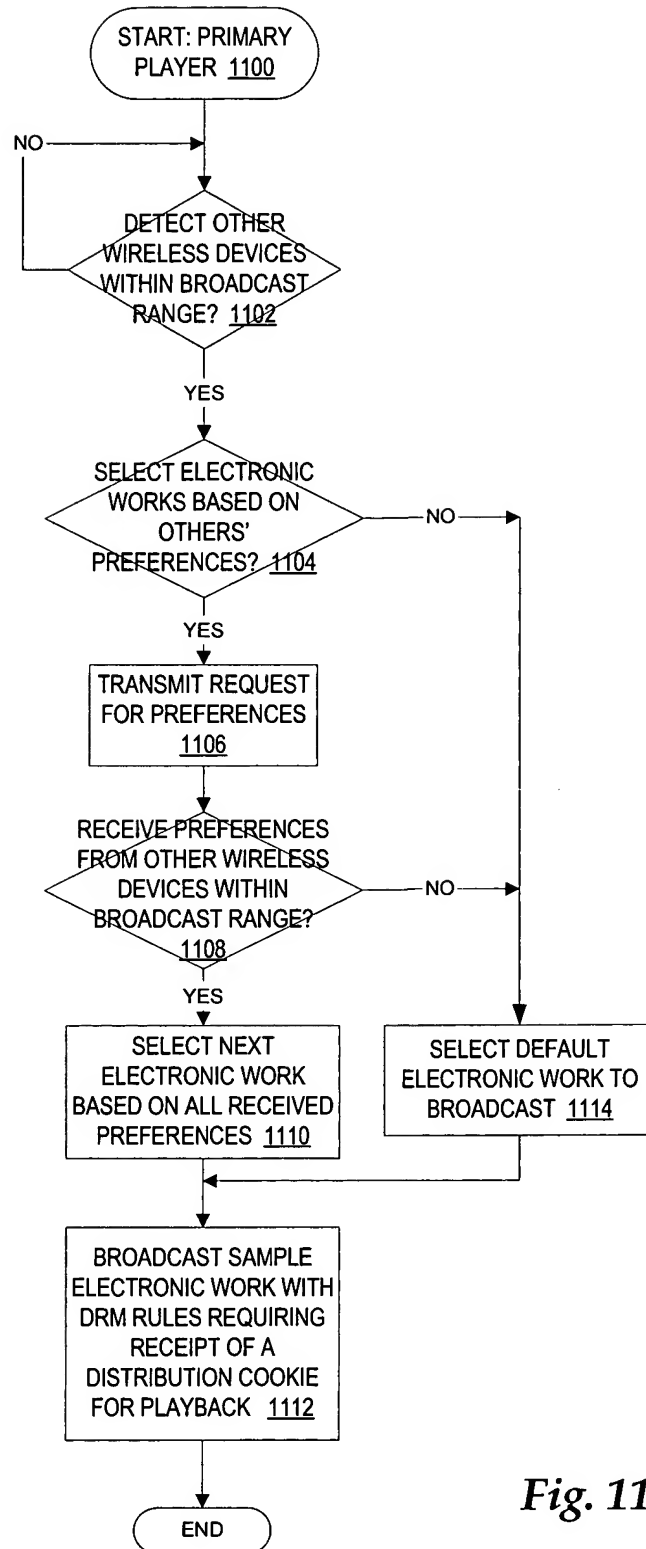 START: PRIMARY
PLAYER 1100
NO
DETECT OTHER
WIRELESS DEVICES
WITHIN BROADCAST
RANGE? 1102
YES
SELECT ELECTRONIC
WORKS BASED ON
OTHERS'
PREFERENCES? 1104
NO
YES
TRANSMIT REQUEST
FOR PREFERENCES
1106
RECEIVE PREFERENCES
FROM OTHER WIRELESS
DEVICES WITHIN
BROADCAST RANGE?
1108
NO
YES
SELECT NEXT
ELECTRONIC WORK
BASED ON ALL RECEIVED
PREFERENCES 1110
SELECT DEFAULT
ELECTRONIC WORK TO
BROADCAST 1114
BROADCAST SAMPLE
ELECTRONIC WORK WITH
DRM RULES REQUIRING
RECEIPT OF A
DISTRIBUTION COOKIE
FOR PLAYBACK 1112
END
Fig. 11